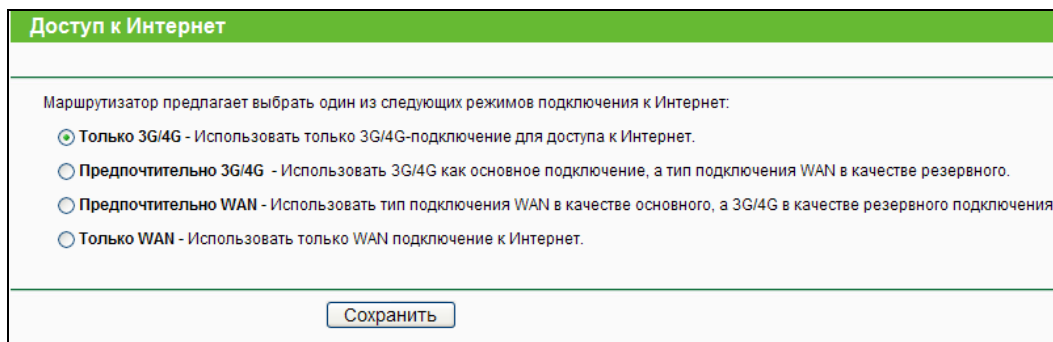 Доступ к Интернет
Маршрутизатор предлагает выбрать один из следующих режимов подключения к Интернет:
Только 3G/4G - Использовать только 3G/4G-подключение для доступа к Интернет.
Предпочтительно 3G/4G - Использовать 3G/4G как основное подключение, а тип подключения WAN в качестве резервного.
Предпочтительно WAN - Использовать тип подключения WAN в качестве основного, а 3G/4G в качестве резервного подключения
Только WAN - Использовать только WAN подключение к Интернет.
Сохранить